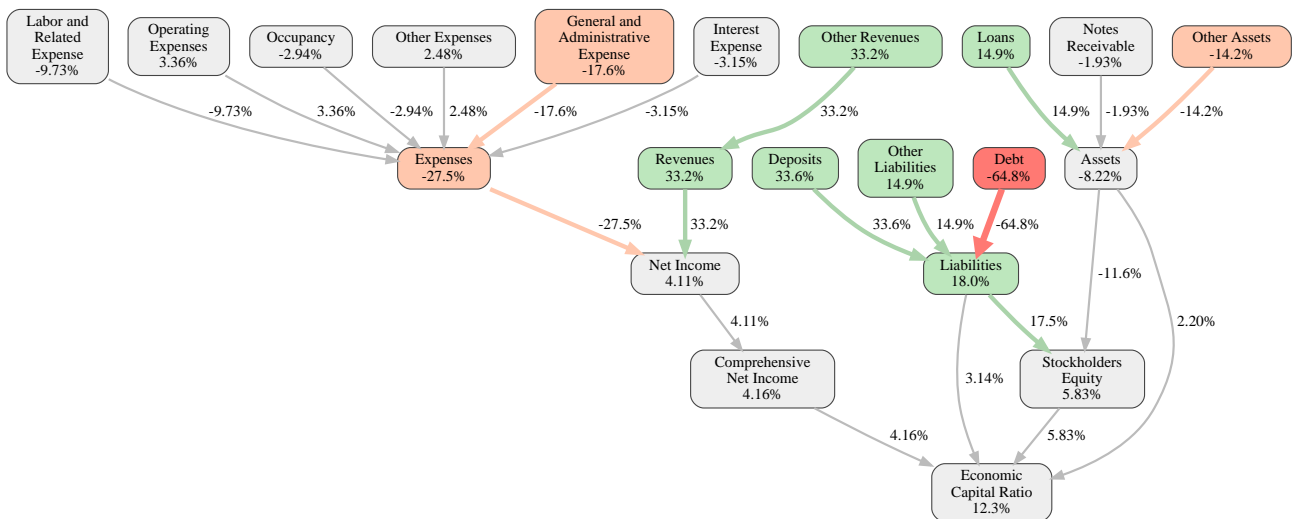 Labor and
Related
Expense
-9.73%
Operating
Expenses
3.36%
Occupancy
-2.94%
Other Expenses
2.48%
General and
Administrative
Expense
-17.6%
Interest
Expense
-3.15%
Other Revenues
33.2%
Loans
14.9%
Notes
Receivable
-1.93%
Other Assets
-14.2%
-9.73%
3.36%
-2.94%
2.48%
-17.6%
-3.15%
33.2%
14.9%
-1.93%
-14.2%
Expenses
-27.5%
Revenues
33.2%
Deposits
33.6%
Other
Liabilities
14.9%
Debt
-64.8%
Assets
-8.22%
-27.5%
33.2%
33.6%
14.9%
-64.8%
Net Income
4.11%
Liabilities
18.0%
-11.6%
4.11%
17.5%
2.20%
Comprehensive
Net Income
4.16%
3.14%
Stockholders
Equity
5.83%
4.16%
5.83%
Economic
Capital Ratio
12.3%